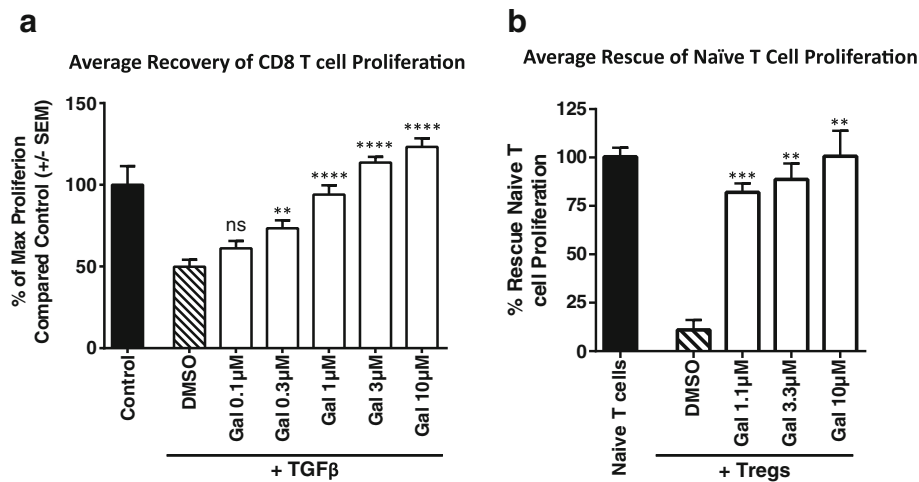 a
Average Recovery of CD8 T cell Proliferation
% of Max Proliferion
Compared Control (+/- SEM)
150
100
50
0
ns
**
****
****
****
Control
DMSO
Gal 0.1µM
Gal 0.3µM
Gal 1µM
Gal 3µM
Gal 10µM
+ TGFβ
b
Average Rescue of Naïve T Cell Proliferation
% Rescue Naive T
cell Proliferation
125
100
75
50
25
0
***
**
**
Naive T cells
DMSO
Gal 1.1µM
Gal 3.3µM
Gal 10µM
+ Tregs